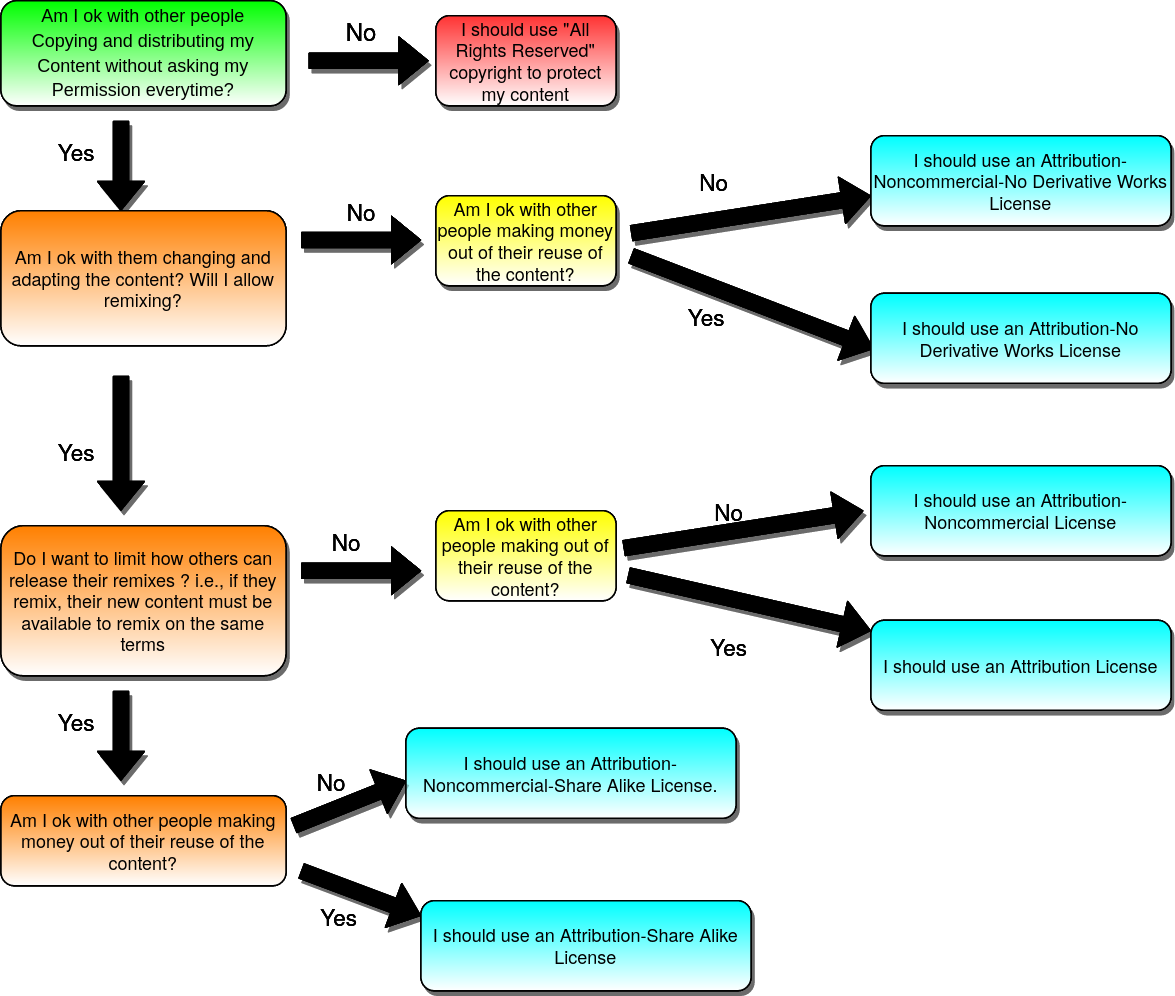 Am I ok with other people
Copying and distributing my
Content without asking my
Permission everytime?
No
I should use "All
Rights Reserved"
copyright to protect
my content
Yes
Am I ok with them changing and
adapting the content? Will I allow
remixing?
No
Am I ok with other
people making money
out of their reuse of
the content?
No
I should use an Attribution-
Noncommercial-No Derivative Works
License
Yes
I should use an Attribution-No
Derivative Works License
Yes
Do I want to limit how others can
release their remixes ? i.e., if they
remix, their new content must be
available to remix on the same
terms
No
Am I ok with other
people making out of
their reuse of the
content?
No
I should use an Attribution-
Noncommercial License
Yes
I should use an Attribution License
Yes
Am I ok with other people making
money out of their reuse of the
content?
No
I should use an Attribution-
Noncommercial-Share Alike License.
Yes
I should use an Attribution-Share Alike
License